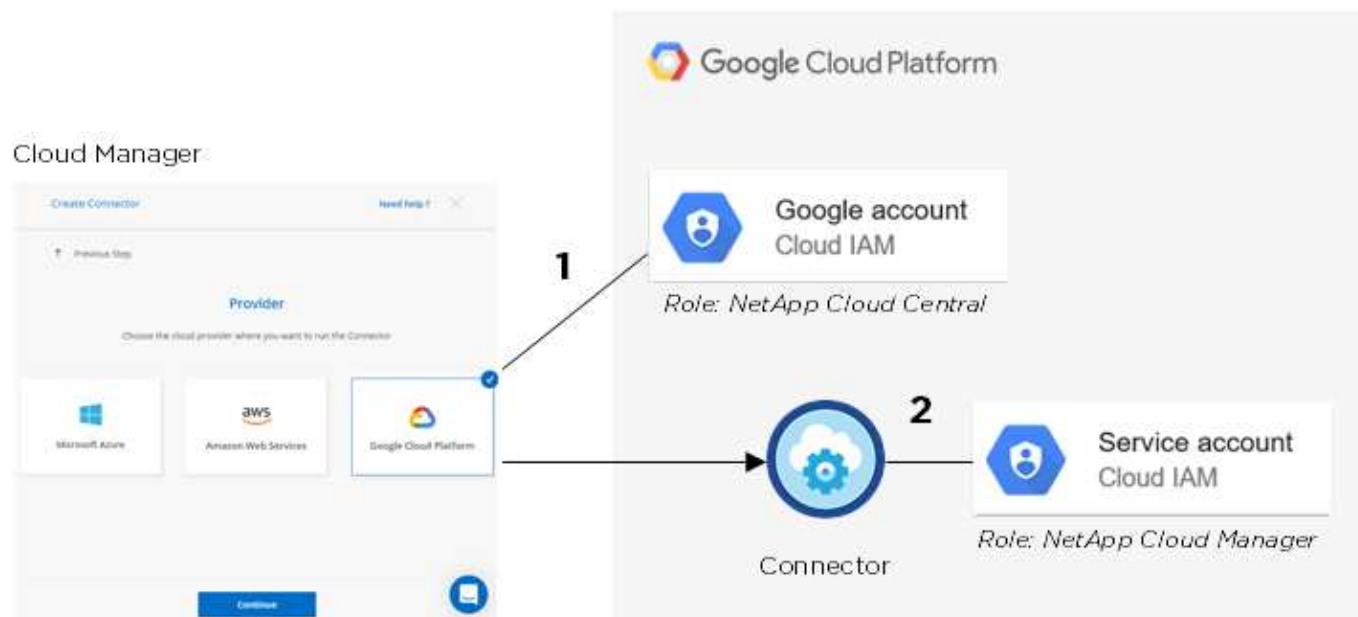 Google Cloud Platform
Cloud Manager
Create Connector
Need help?
Previous Step
Provider
Choose the cloud provider where you want to run the Connector
Microsoft Azure
aws
Amazon Web Services
Google Cloud Platform
Continue
1
Google account
Cloud IAM
Role: NetApp Cloud Central
2
Connector
Service account
Cloud IAM
Role: NetApp Cloud Manager